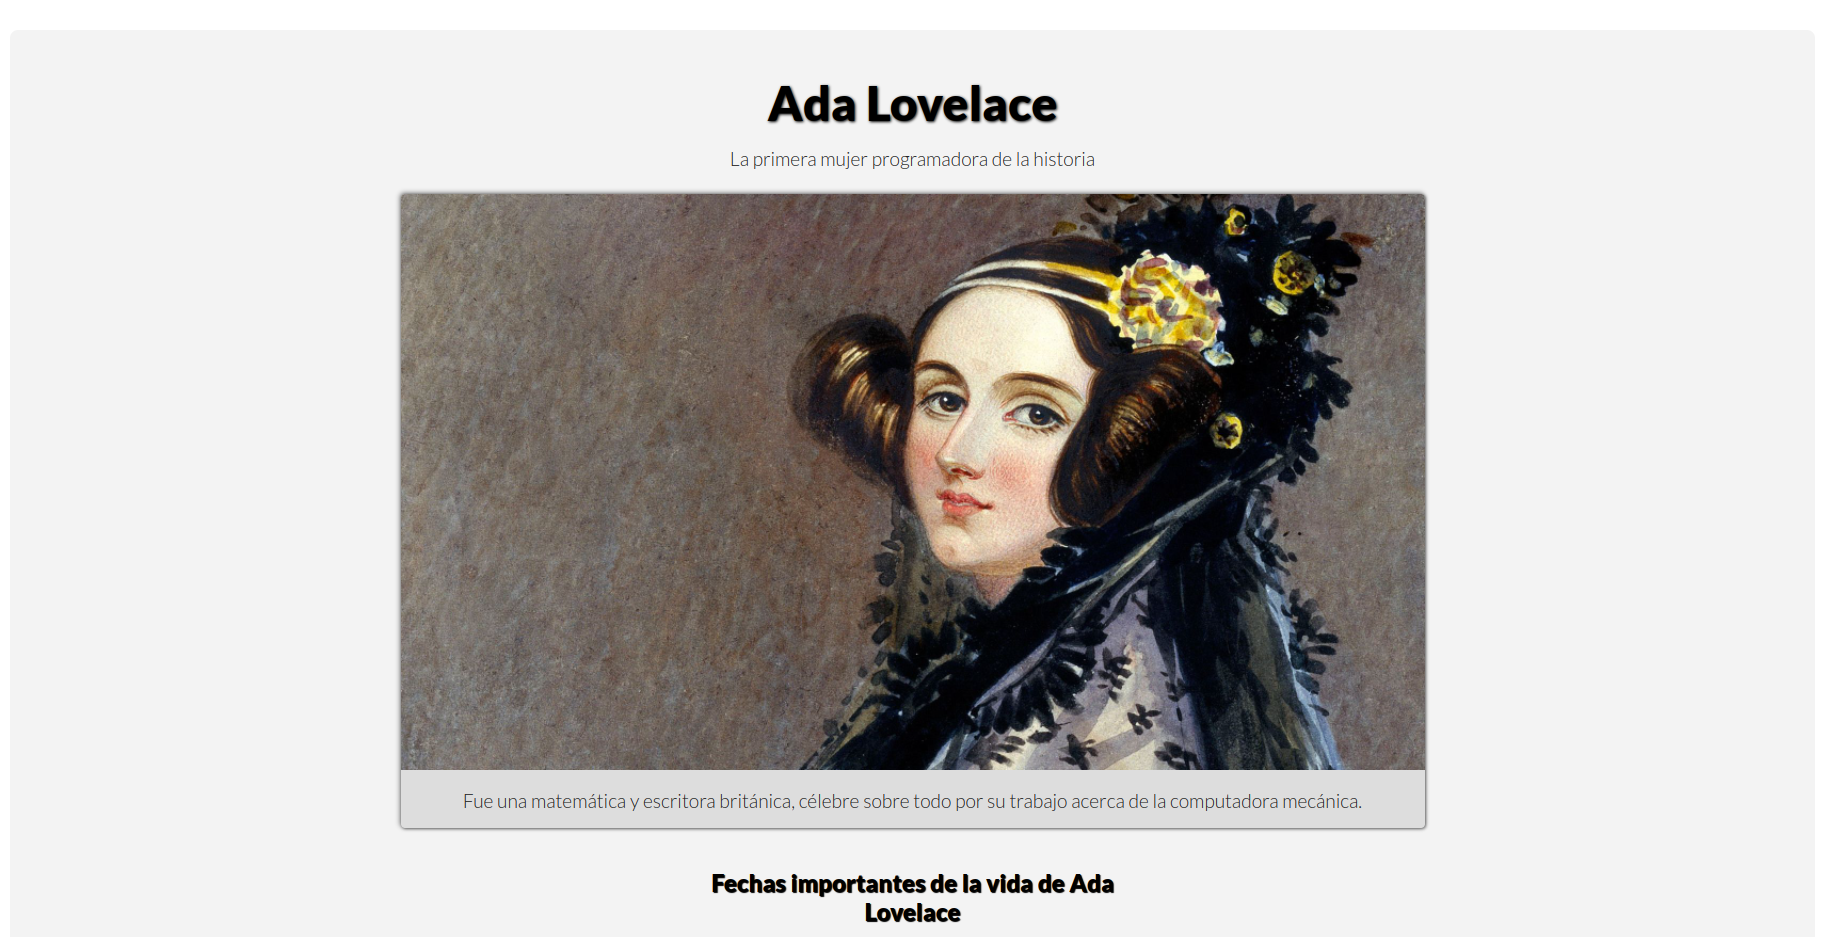 Ada Lovelace
La primera mujer programadora de la historia
Fue una matemática y escritora británica, célebre sobre todo por su trabajo acerca de la computadora mecánica.
Fechas importantes de la vida de Ada
Lovelace